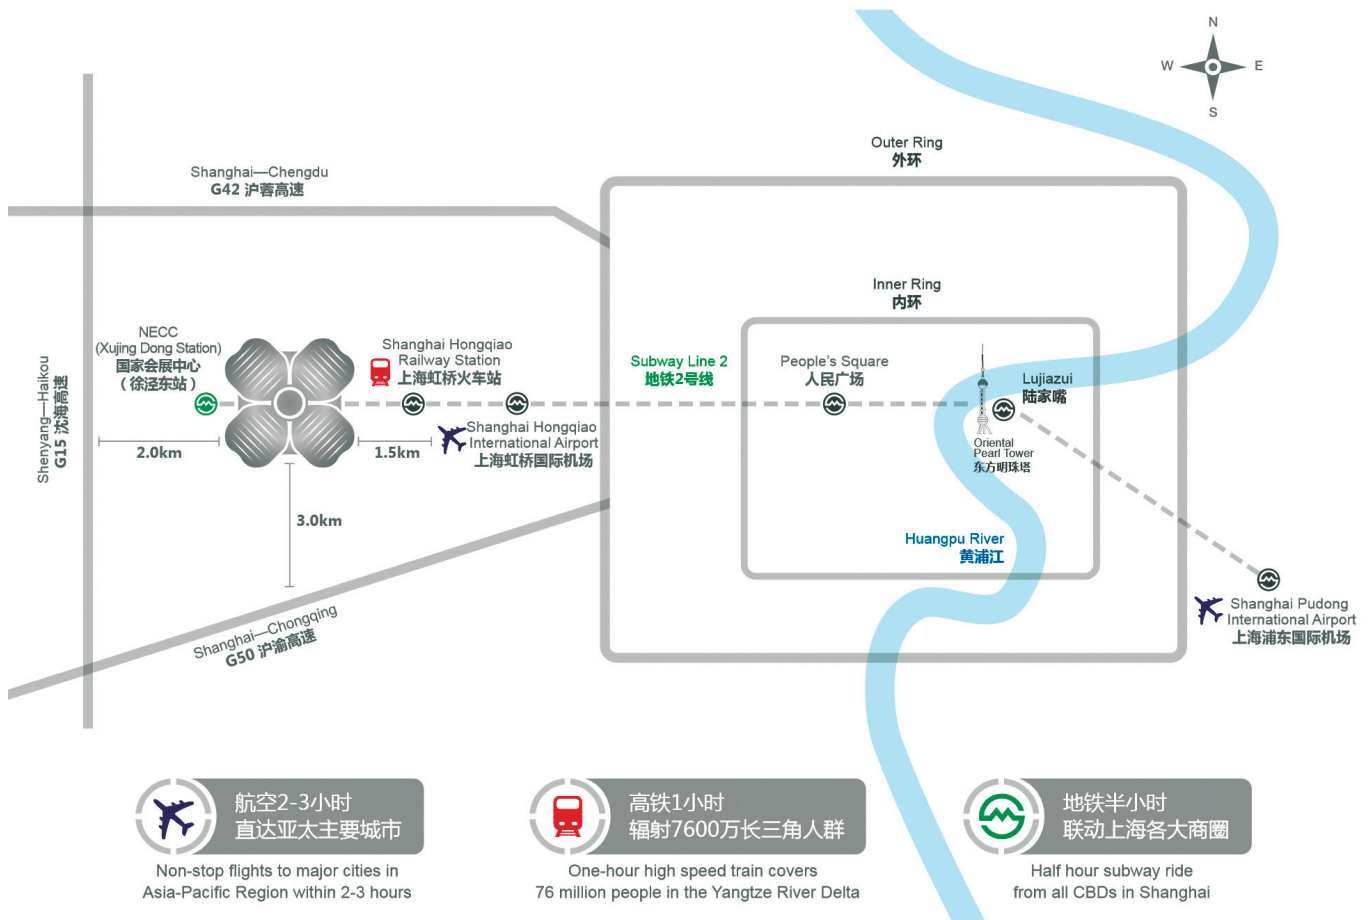 N
W
E
S
Outer Ring
外环
Shanghai—Chengdu
G42 沪蓉高速
Inner Ring
内环
NECC
(Xujing Dong Station)
国家会展中心
（徐泾东站）
Shanghai Hongqiao
Railway Station
上海虹桥火车站
Subway Line 2
地铁2号线
People's Square
人民广场
Lujiazui
陆家嘴
Shenyang—Haikou
G15 沈海高速
2.0km
1.5km
Shanghai Hongqiao
International Airport
上海虹桥国际机场
Oriental
Pearl Tower
东方明珠塔
3.0km
Huangpu River
黄浦江
Shanghai—Chongqing
G50 沪渝高速
Shanghai Pudong
International Airport
上海浦东国际机场
航空2-3小时
直达亚太主要城市
Non-stop flights to major cities in
Asia-Pacific Region within 2-3 hours
高铁1小时
辐射7600万长三角人群
One-hour high speed train covers
76 million people in the Yangtze River Delta
地铁半小时
联动上海各大商圈
Half hour subway ride
from all CBDs in Shanghai